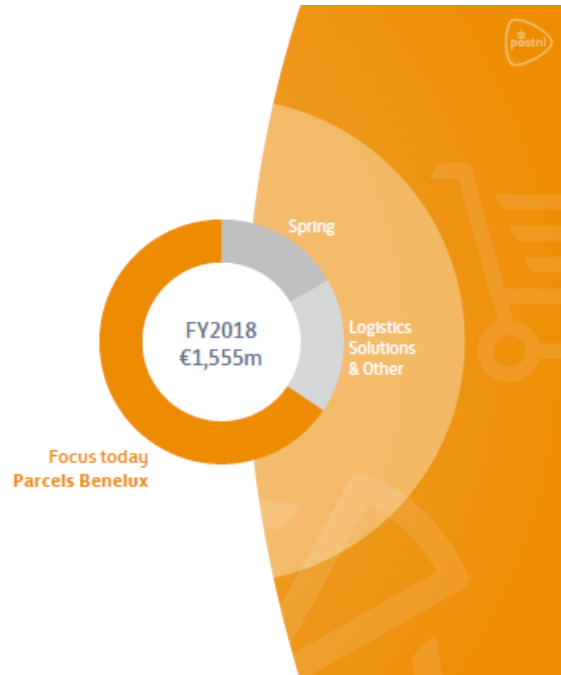 postnl
Spring
FY2018
€1,555m
Logistics
Solutions
& Other
Focus today
Parcels Benelux